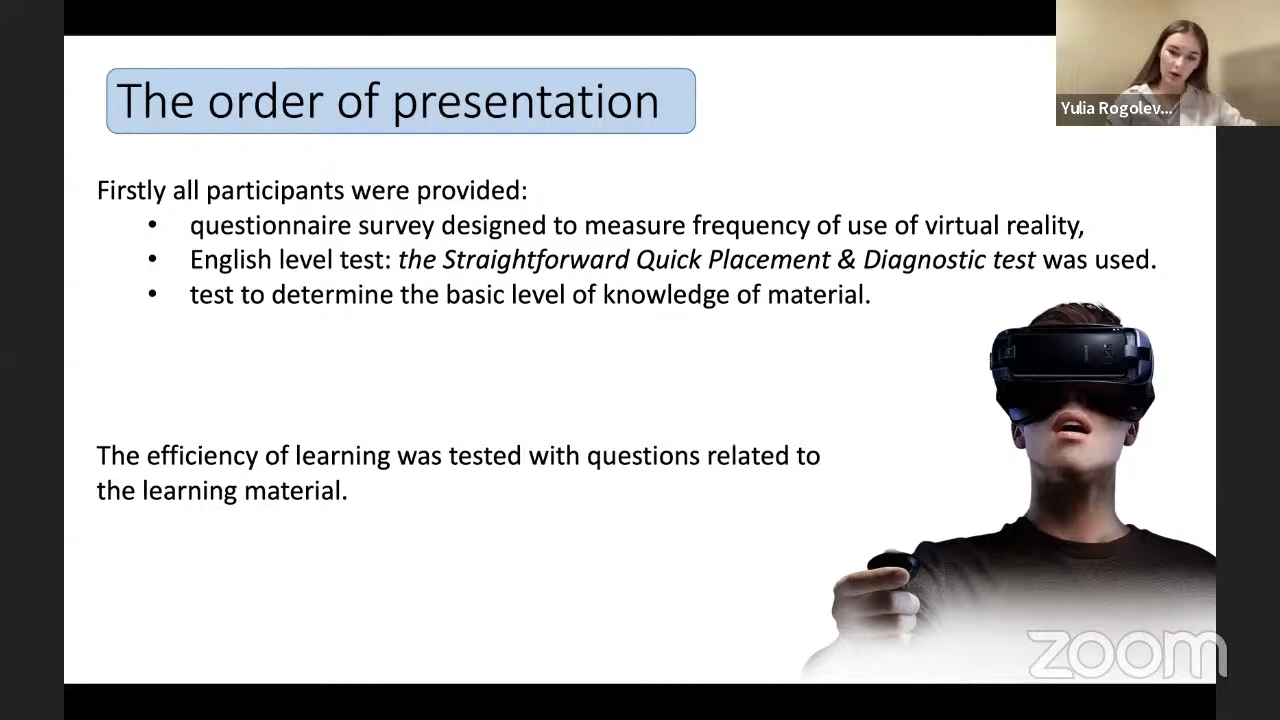 The order of presentation
Yulia Rogolev...
Firstly all participants were provided:
• questionnaire survey designed to measure frequency of use of virtual reality,
• English level test: the Straightforward Quick Placement & Diagnostic test was used.
• test to determine the basic level of knowledge of material.
The efficiency of learning was tested with questions related to
the learning material.
zoom